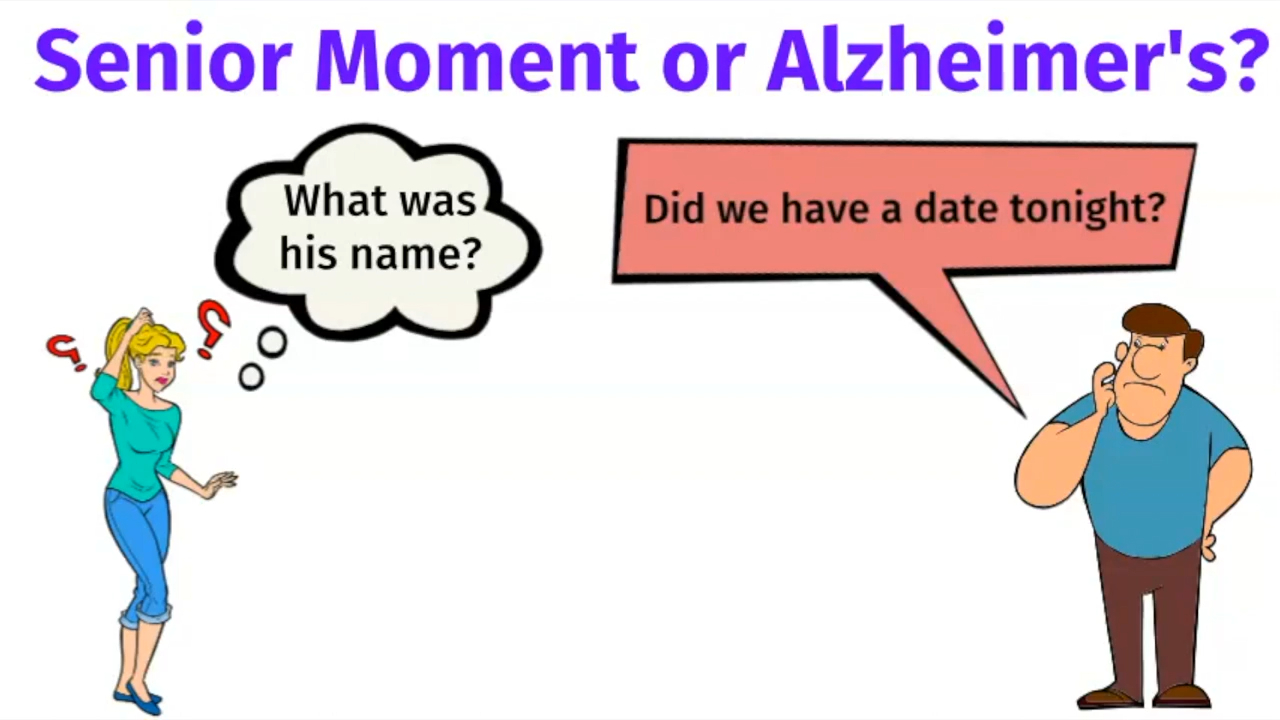 Senior Moment or Alzheimer's?
What was
his name?
Did we have a date tonight?
? ?